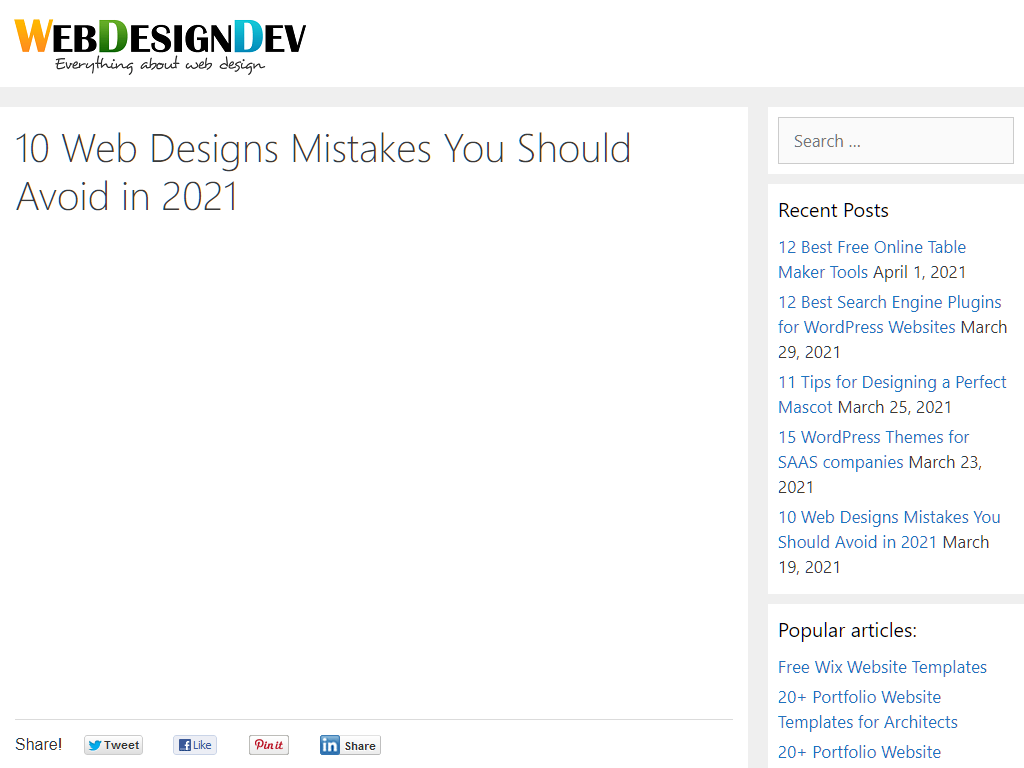 WEBDESIGNDEV
Everything about web design
10 Web Designs Mistakes You Should
Avoid in 2021
Share!
Tweet
Like
Pin it
in Share
Search ...
Recent Posts
12 Best Free Online Table
Maker Tools April 1, 2021
12 Best Search Engine Plugins
for WordPress Websites March
29, 2021
11 Tips for Designing a Perfect
Mascot March 25, 2021
15 WordPress Themes for
SAAS companies March 23,
2021
10 Web Designs Mistakes You
Should Avoid in 2021 March
19, 2021
Popular articles:
Free Wix Website Templates
20+ Portfolio Website
Templates for Architects
20+ Portfolio Website